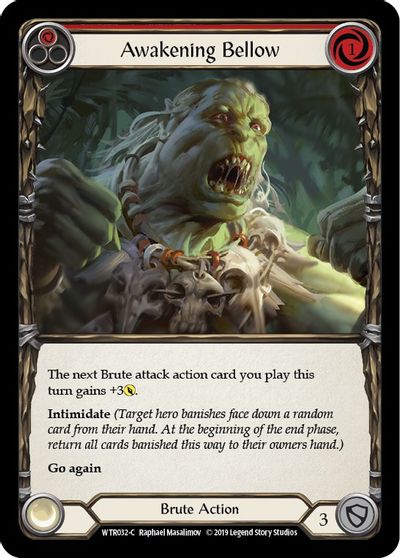 Awakening Bellow
1
The next Brute attack action card you play this
turn gains +3.
Intimidate (Target hero banishes face down a random
card from their hand. At the beginning of the end phase,
return all cards banished this way to their owners hand.)
Go again
Brute Action
3
WTR032-C Raphael Masalimov © 2019 Legend Story Studios